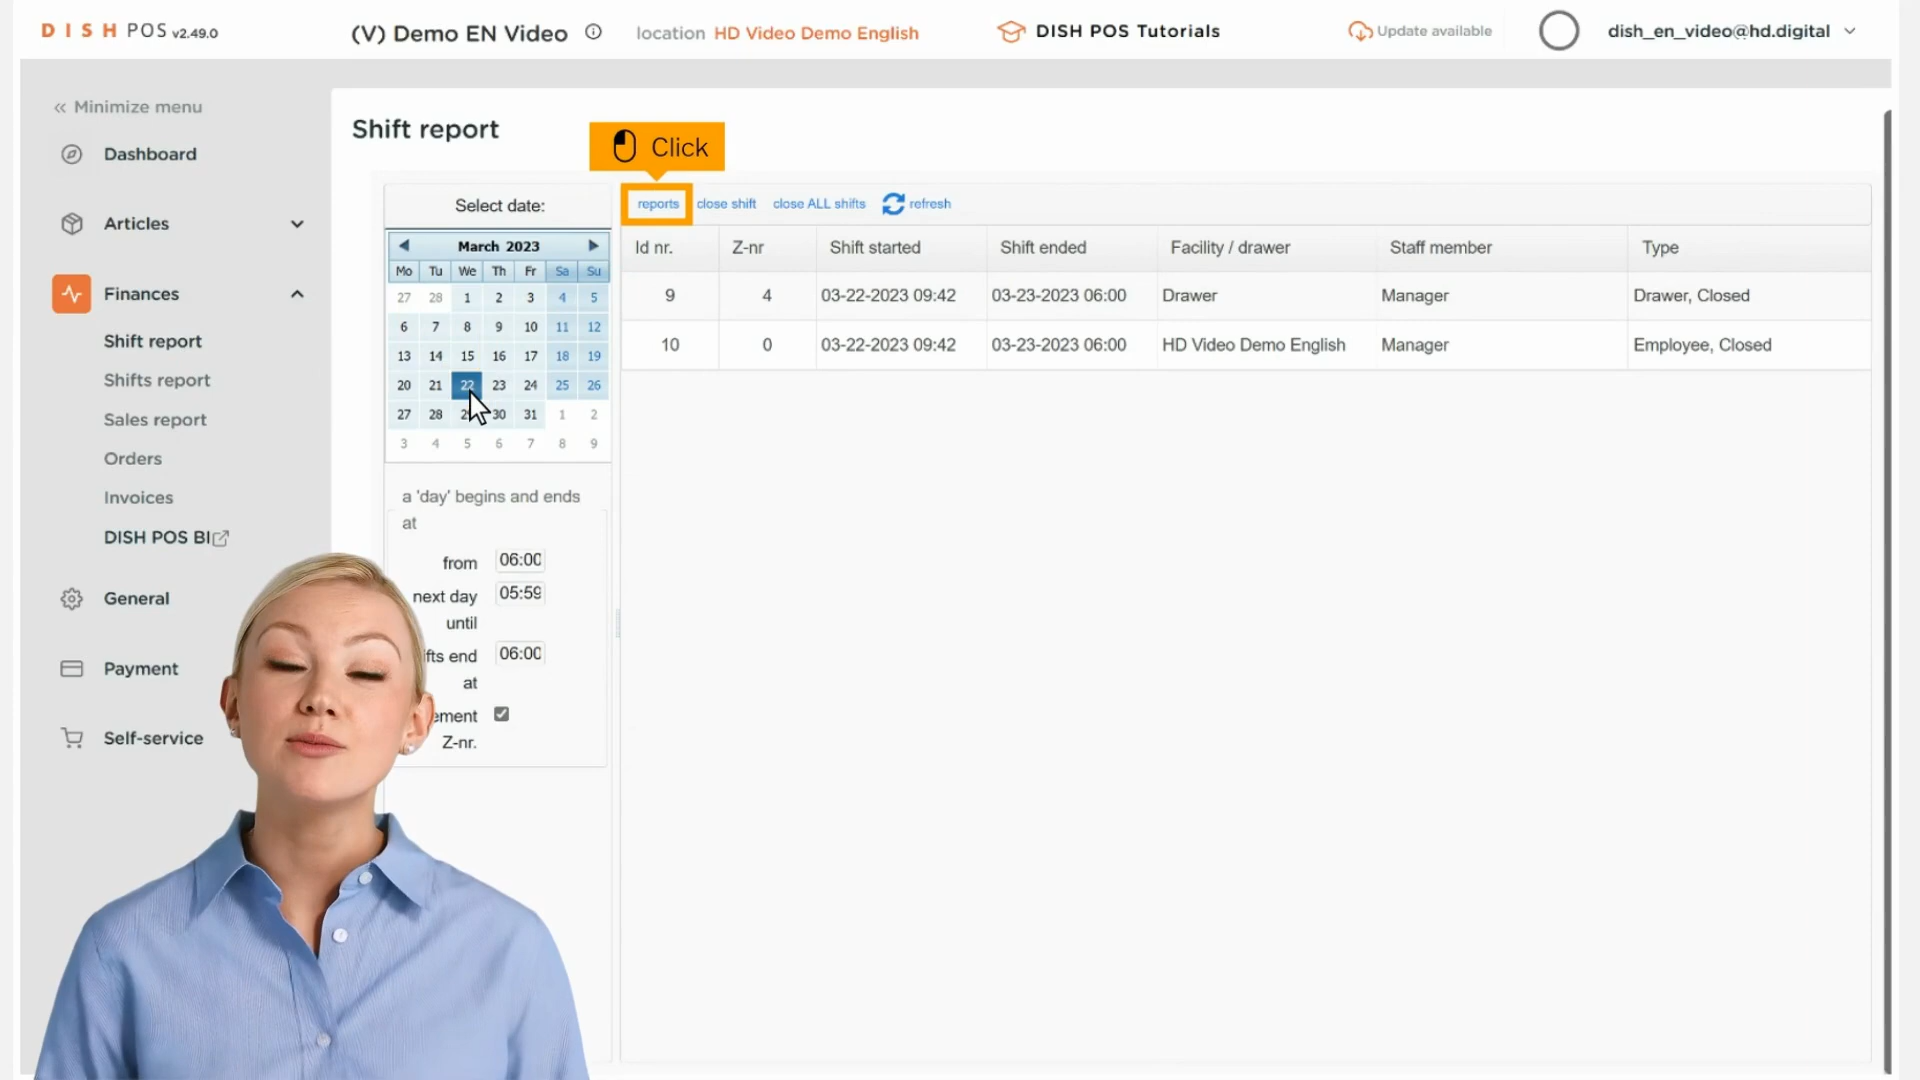 DISH POS v2.49.0
(V) Demo EN Video
location HD Video Demo English
DISH POS Tutorials
Update available
dish_en_video@hd.digital
Minimize menu
Dashboard
Articles
Finances
Shift report
Shifts report
Sales report
Orders
Invoices
DISH POS BI
General
Payment
Self-service
Shift report
Click
Select date:
March 2023
Mo Tu We Th Fr Sa Su
27 28 1 2 3 4 5
6 7 8 9 10 11 12
13 14 15 16 17 18 19
20 21 22 23 24 25 26
27 28 29 30 31 1 2
3 4 5 6 7 8 9
a 'day' begins and ends
at
from 06:00
next day 05:59
until
fts end 06:00
at
ement
Z-nr.
reports close shift close ALL shifts refresh
Id nr. Z-nr Shift started Shift ended Facility / drawer Staff member Type
9 4 03-22-2023 09:42 03-23-2023 06:00 Drawer Manager Drawer, Closed
10 0 03-22-2023 09:42 03-23-2023 06:00 HD Video Demo English Manager Employee, Closed